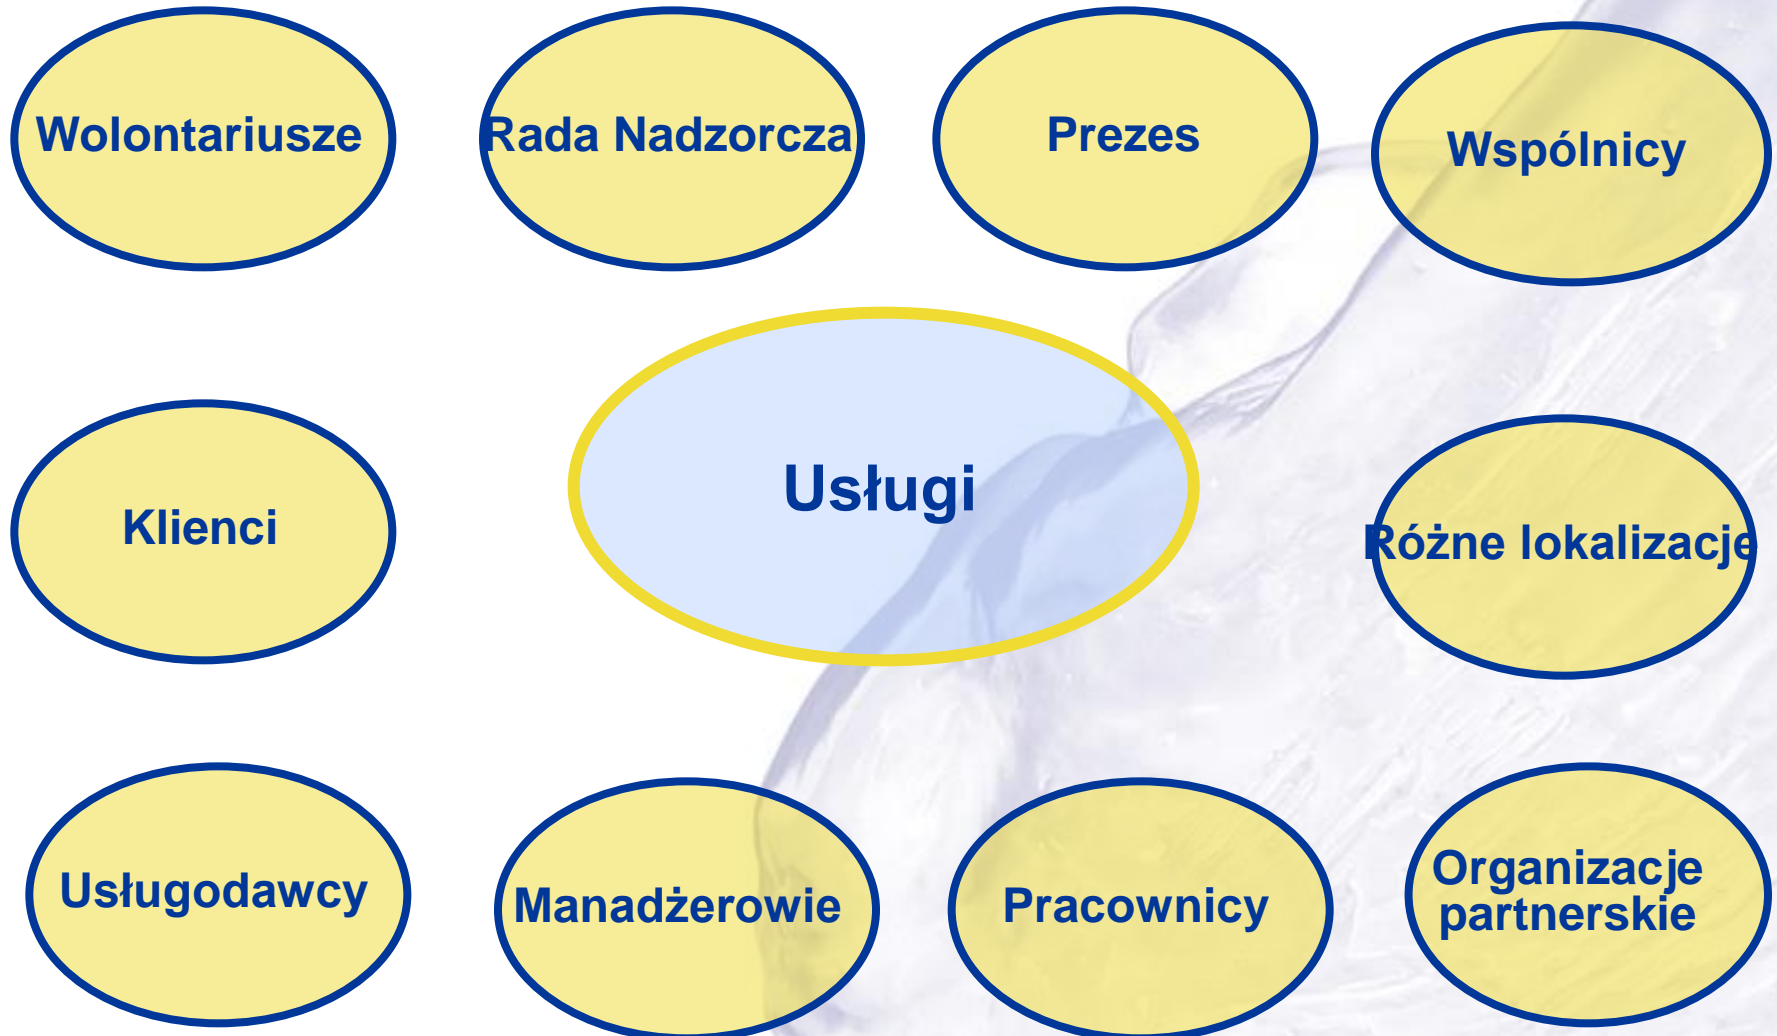 Wolontariusze
Rada Nadzorcza
Prezes
Wspólnicy
Usługi
Klienci
Różne lokalizacje
Usługodawcy
Manadżerowie
Pracownicy
Organizacje
partnerskie